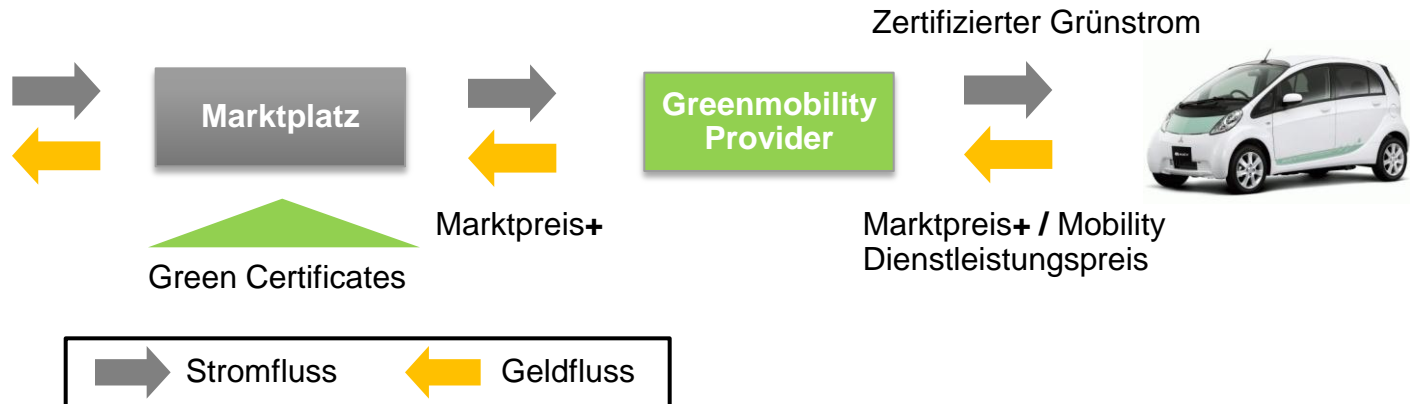 Zertifizierter Grünstrom
Marktplatz
Greenmobility
Provider
Marktpreis+
Marktpreis+ / Mobility
Dienstleistungspreis
Green Certificates
Stromfluss
Geldfluss